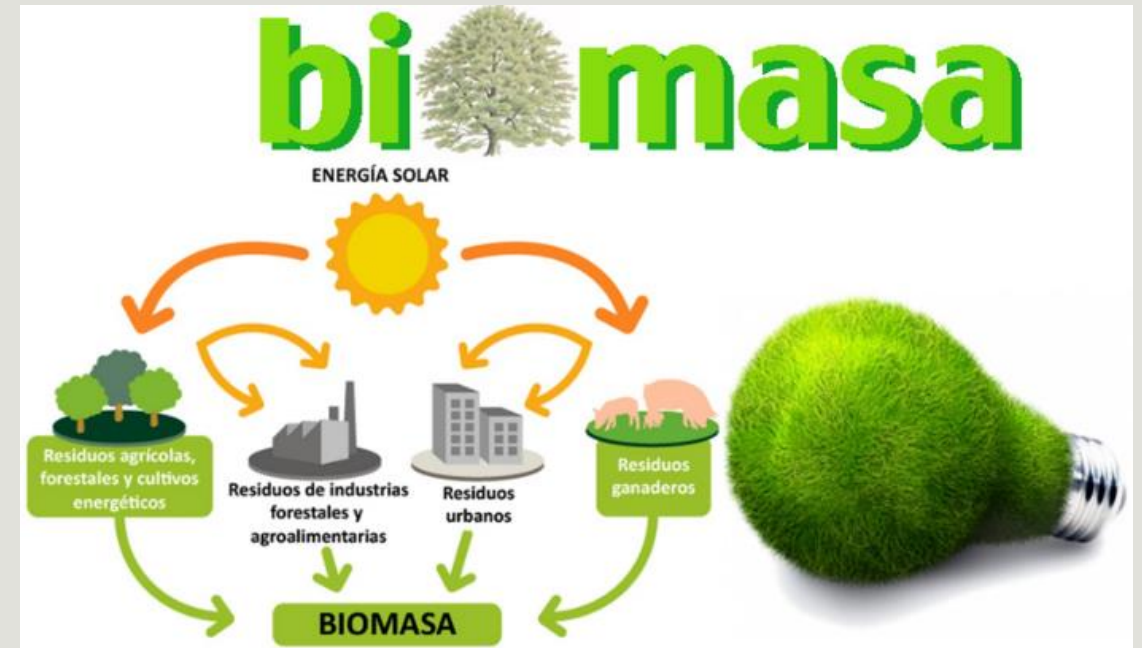 biomasa
ENERGÍA SOLAR
Residuos agrícolas,
forestales y cultivos
energéticos
Residuos de industrias
forestales y
agroalimentarias
Residuos
urbanos
Residuos
ganaderos
BIOMASA